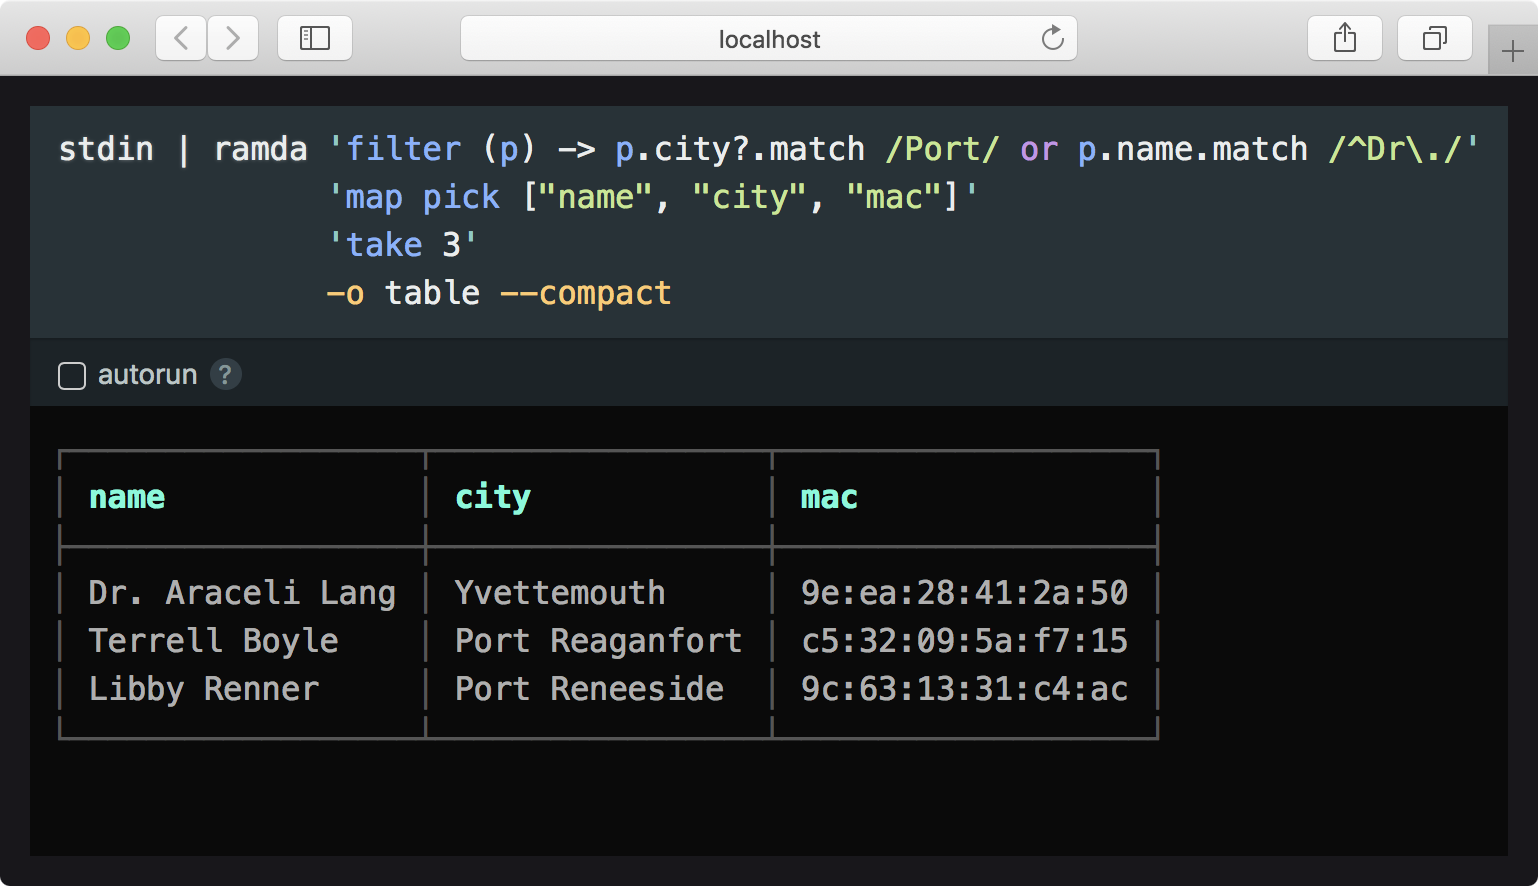 localhost
stdin | ramda 'filter (p) -> p.city?.match /Port/ or p.name.match /^Dr\./'
'map pick ["name", "city", "mac"]'
'take 3'
-o table --compact
autorun ?
name city mac
Dr. Araceli Lang Yvettemouth 9e:ea:28:41:2a:50
Terrell Boyle Port Reaganfort c5:32:09:5a:f7:15
Libby Renner Port Reneeside 9c:63:13:31:c4:ac